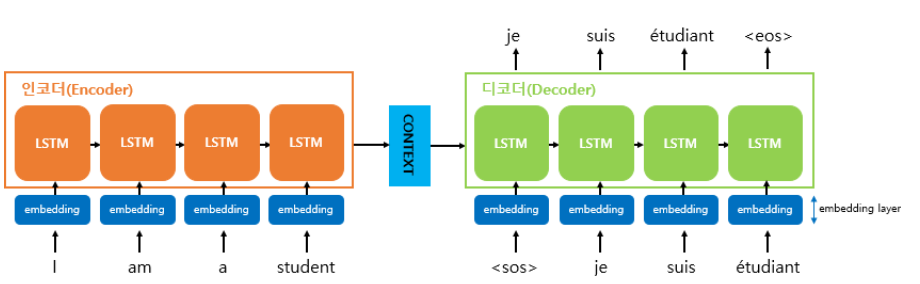 je suis étudiant <eos>
인코더(Encoder)
디코더(Decoder)
LSTM LSTM LSTM LSTM
CONTEXT
LSTM LSTM LSTM LSTM
embedding embedding embedding embedding
embedding embedding embedding embedding
embedding layer
I am a student
<sos> je suis étudiant